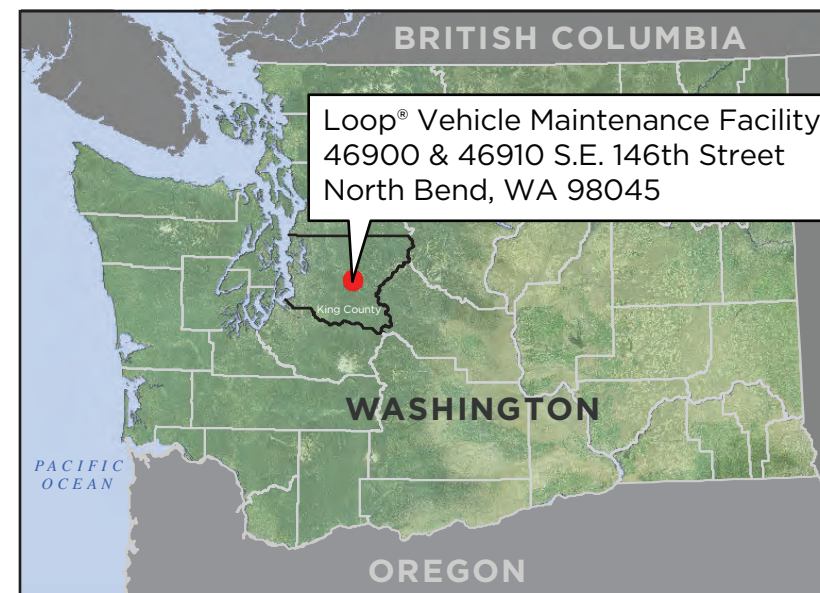 BRITISH COLUMBIA
Loop® Vehicle Maintenance Facility
46900 & 46910 S.E. 146th Street
North Bend, WA 98045
King County
WASHINGTON
PACIFIC
OCEAN
OREGON